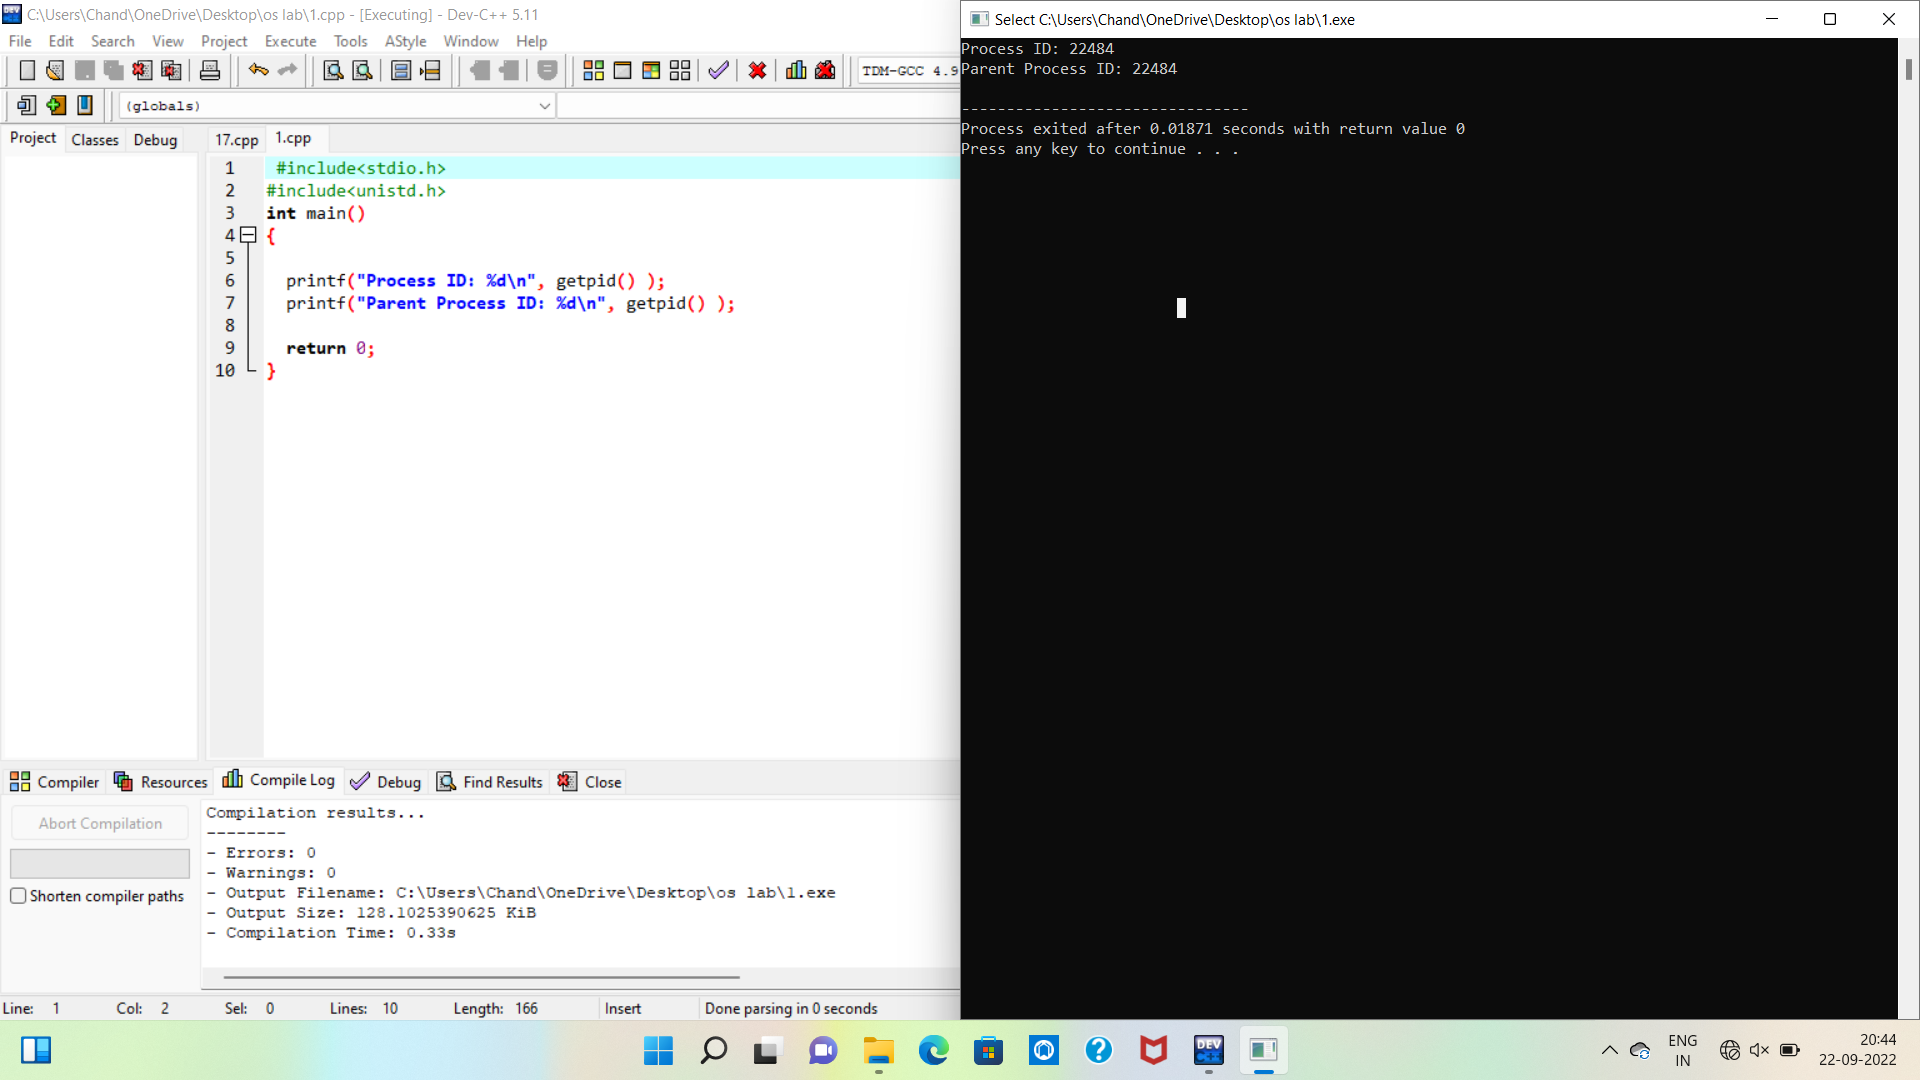 C:\Users\Chand\OneDrive\Desktop\os lab\1.cpp - [Executing] - Dev-C++ 5.11
File Edit Search View Project Execute Tools AStyle Window Help
TDM-GCC 4.9
(globals)
Project Classes Debug
17.cpp 1.cpp
1 #include<stdio.h>
2 #include<unistd.h>
3 int main()
4 {
5
6 printf("Process ID: %d\n", getpid() );
7 printf("Parent Process ID: %d\n", getpid() );
8
9 return 0;
10 }
Compiler Resources Compile Log Debug Find Results Close
Abort Compilation
Shorten compiler paths
Compilation results...
--------
- Errors: 0
- Warnings: 0
- Output Filename: C:\Users\Chand\OneDrive\Desktop\os lab\1.exe
- Output Size: 128.1025390625 KiB
- Compilation Time: 0.33s
Line: 1 Col: 2 Sel: 0 Lines: 10 Length: 166 Insert Done parsing in 0 seconds
Select C:\Users\Chand\OneDrive\Desktop\os lab\1.exe
Process ID: 22484
Parent Process ID: 22484
--------------------------------
Process exited after 0.01871 seconds with return value 0
Press any key to continue . . .
DEV
ENG
IN
20:44
22-09-2022